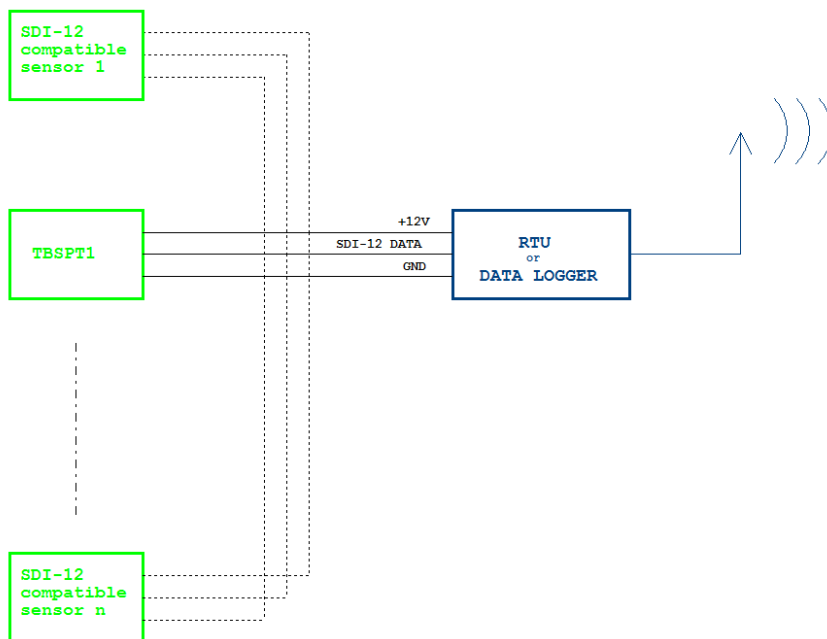 SDI-12
compatible
sensor 1
TBSPT1
+12V
SDI-12 DATA
GND
RTU
or
DATA LOGGER
SDI-12
compatible
sensor n